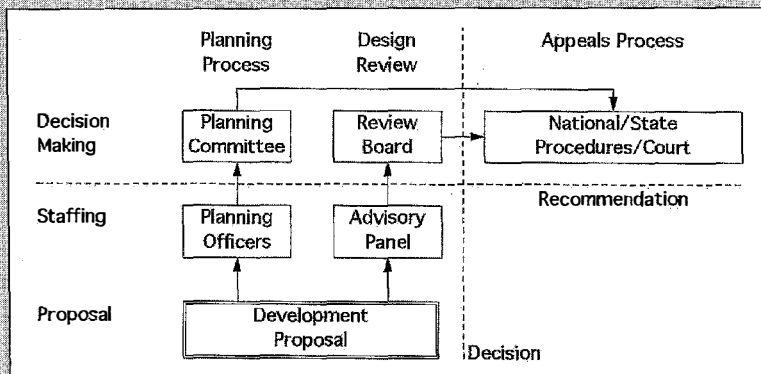 Planning
Process
Design
Review
Appeals Process
Decision
Making
Planning
Committee
Review
Board
National/State
Procedures/Court
Recommendation
Staffing
Planning
Officers
Advisory
Panel
Proposal
Development
Proposal
Decision